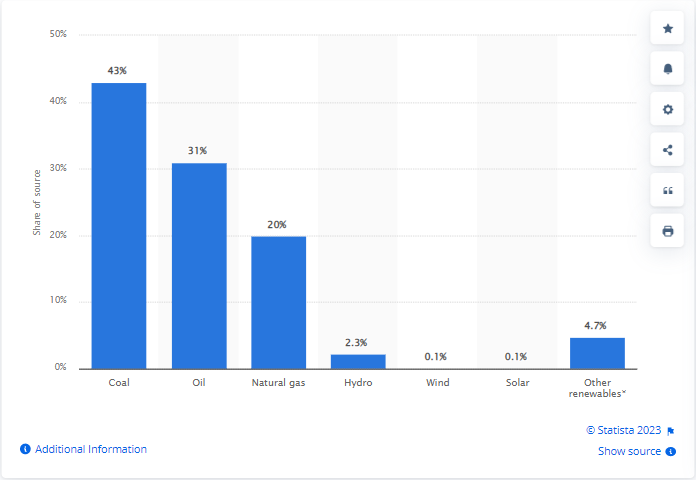 50%
40%
30%
20%
10%
0%
Share of source
43%
31%
20%
2.3%
0.1%
0.1%
4.7%
Coal
Oil
Natural gas
Hydro
Wind
Solar
Other
renewables*
© Statista 2023
Additional Information
Show source